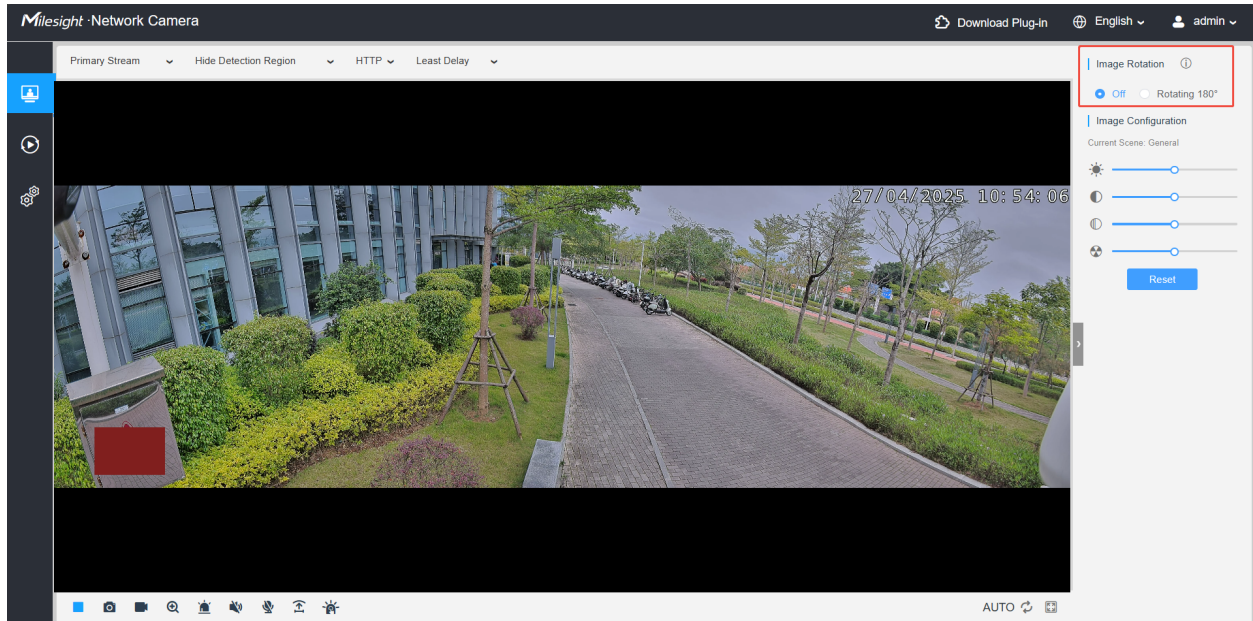 Milesight ·Network Camera
Download Plug-in
English
admin
Primary Stream
Hide Detection Region
HTTP
Least Delay
Image Rotation
Off
Rotating 180°
Image Configuration
Current Scene: General
27/04/2025 10:54:06
Reset
AUTO